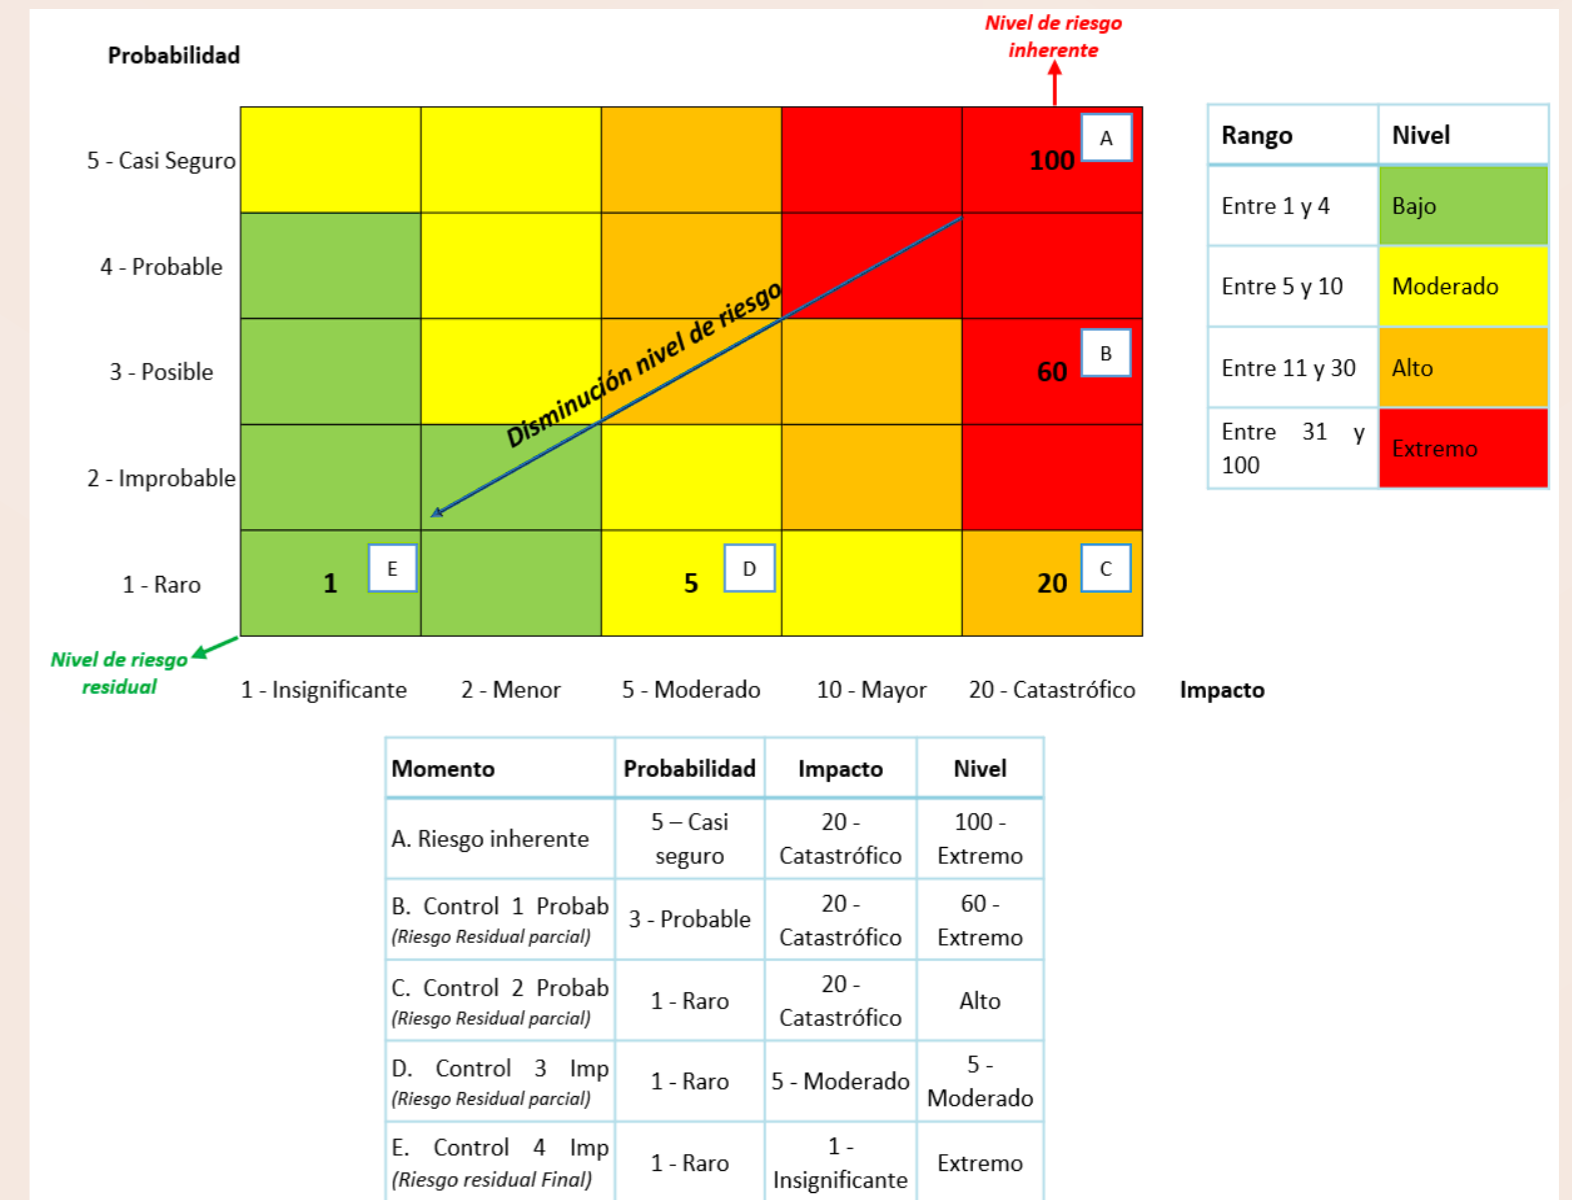 Nivel de riesgo
inherente
Probabilidad
5 - Casi Seguro
100
A
4 - Probable
3 - Posible
60
B
2 - Improbable
1 - Raro
1
E
5
D
20
C
Disminución nivel de riesgo
Nivel de riesgo
residual
1 - Insignificante
2 - Menor
5 - Moderado
10 - Mayor
20 - Catastrófico
Impacto
Rango
Nivel
Entre 1 y 4
Bajo
Entre 5 y 10
Moderado
Entre 11 y 30
Alto
Entre 31 y
100
Extremo
Momento
Probabilidad
Impacto
Nivel
A. Riesgo inherente
5 – Casi
seguro
20 -
Catastrófico
100 -
Extremo
B. Control 1 Probab
(Riesgo Residual parcial)
3 - Probable
20 -
Catastrófico
60 -
Extremo
C. Control 2 Probab
(Riesgo Residual parcial)
1 - Raro
20 -
Catastrófico
Alto
D. Control 3 Imp
(Riesgo Residual parcial)
1 - Raro
5 - Moderado
5 -
Moderado
E. Control 4 Imp
(Riesgo residual Final)
1 - Raro
1 -
Insignificante
Extremo